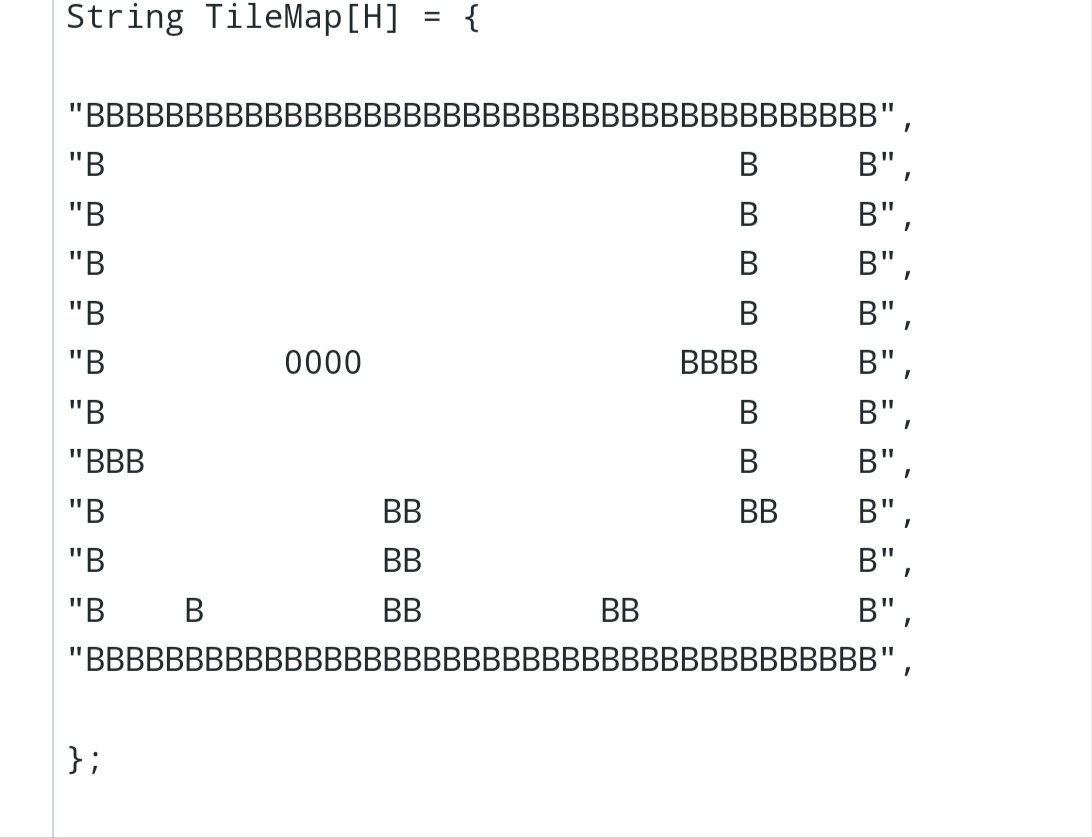 String TileMap[H] = {
"BBBBBBBBBBBBBBBBBBBBBBBBBBBBBBBBBBBBBBBB",
"B                                B     B",
"B                                B     B",
"B                                B     B",
"B                                B     B",
"B         0000                BBBB     B",
"B                                B     B",
"BBB                              B     B",
"B              BB                BB    B",
"B              BB                      B",
"B    B         BB         BB           B",
"BBBBBBBBBBBBBBBBBBBBBBBBBBBBBBBBBBBBBBBB",
};